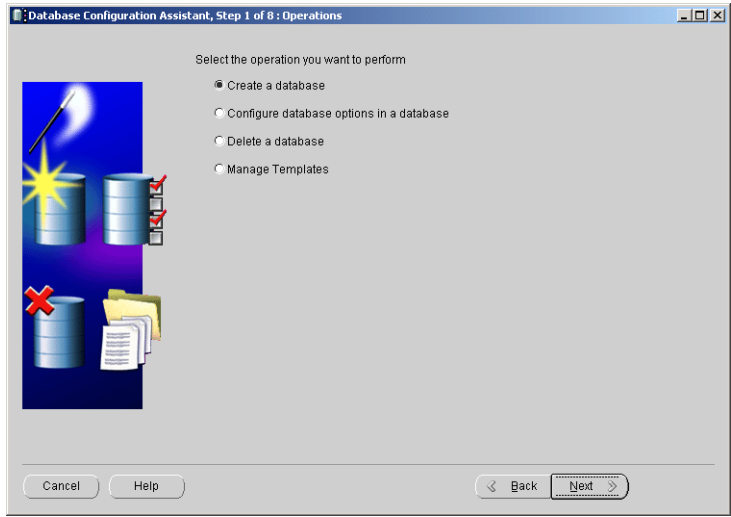 Database Configuration Assistant, Step 1 of 8 : Operations
Select the operation you want to perform
Create a database
Configure database options in a database
Delete a database
Manage Templates
Cancel
Help
Back
Next